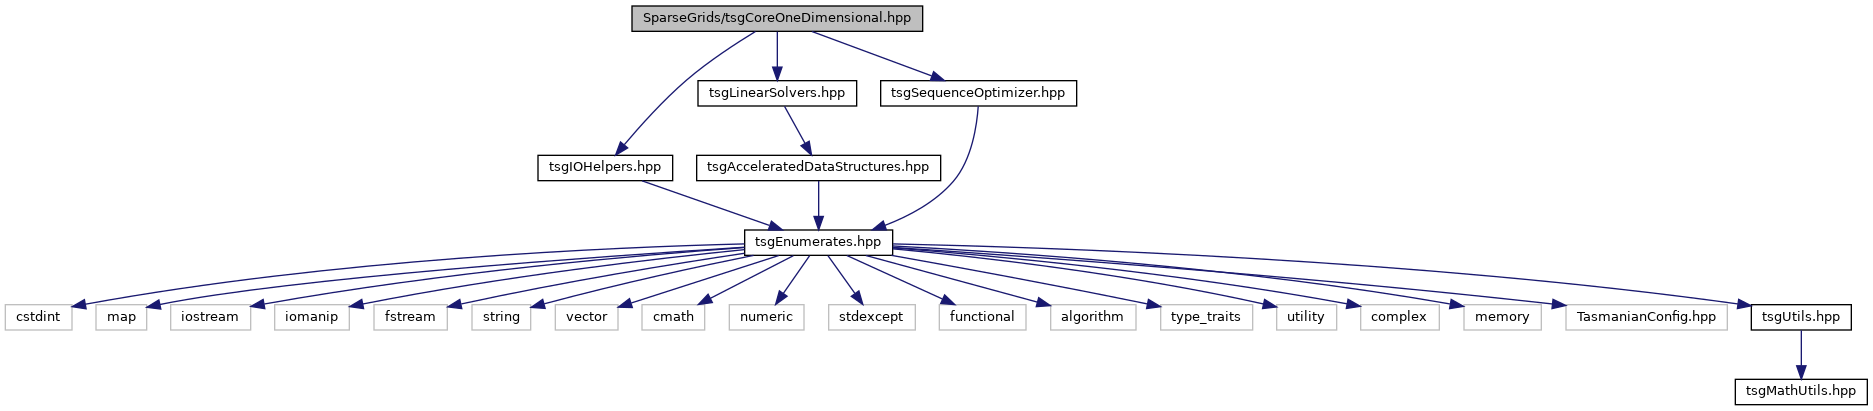 SparseGrids/tsgCoreOneDimensional.hpp
tsgLinearSolvers.hpp
tsgSequenceOptimizer.hpp
tsgIOHelpers.hpp
tsgAcceleratedDataStructures.hpp
tsgEnumerates.hpp
cstdint
map
iostream
iomanip
fstream
string
vector
cmath
numeric
stdexcept
functional
algorithm
type_traits
utility
complex
memory
TasmanianConfig.hpp
tsgUtils.hpp
tsgMathUtils.hpp